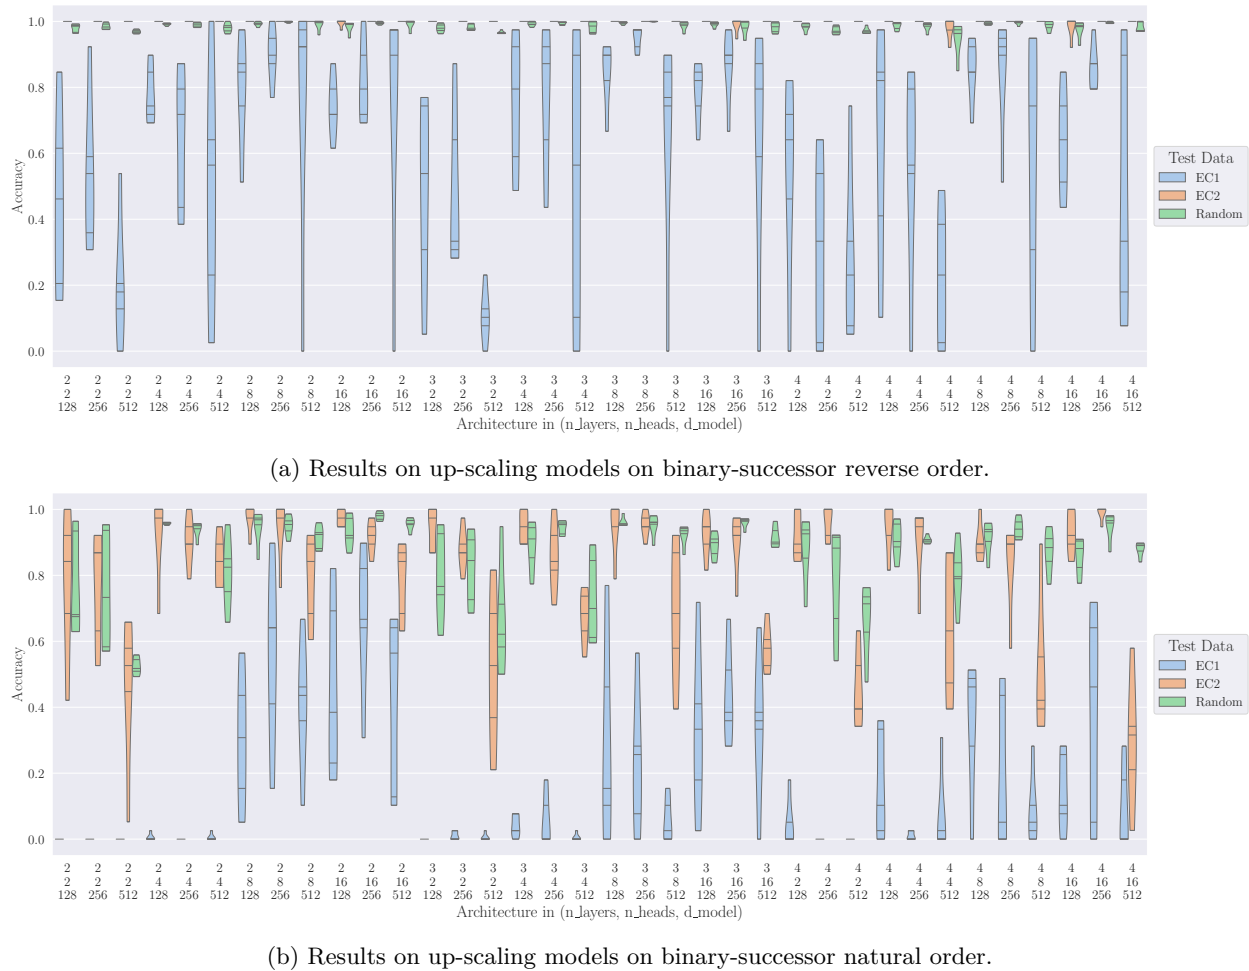 1.0
0.8
0.6
0.4
0.2
0.0
Accuracy
2 2 2 2 2 2 2 2 2 2 2 2 3 3 3 3 3 3 3 3 3 3 3 3 4 4 4 4 4 4 4 4 4 4 4 4
2 2 2 4 4 4 8 8 8 16 16 16 2 2 2 4 4 4 8 8 8 16 16 16 2 2 2 4 4 4 8 8 8 16 16 16
128 256 512 128 256 512 128 256 512 128 256 512 128 256 512 128 256 512 128 256 512 128 256 512 128 256 512 128 256 512 128 256 512 128 256 512
Architecture in (n_layers, n_heads, d_model)
Test Data
EC1
EC2
Random
(a) Results on up-scaling models on binary-successor reverse order.
1.0
0.8
0.6
0.4
0.2
0.0
Accuracy
2 2 2 2 2 2 2 2 2 2 2 2 3 3 3 3 3 3 3 3 3 3 3 3 4 4 4 4 4 4 4 4 4 4 4 4
2 2 2 4 4 4 8 8 8 16 16 16 2 2 2 4 4 4 8 8 8 16 16 16 2 2 2 4 4 4 8 8 8 16 16 16
128 256 512 128 256 512 128 256 512 128 256 512 128 256 512 128 256 512 128 256 512 128 256 512 128 256 512 128 256 512 128 256 512 128 256 512
Architecture in (n_layers, n_heads, d_model)
Test Data
EC1
EC2
Random
(b) Results on up-scaling models on binary-successor natural order.